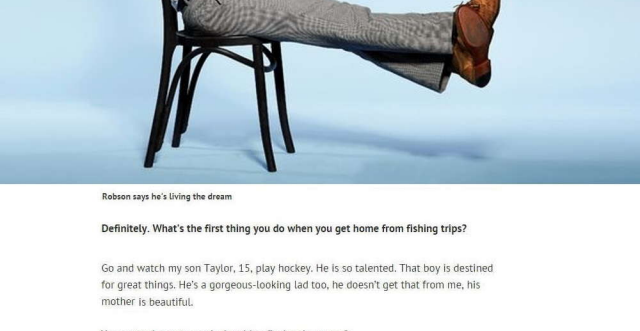 Robson says he's living the dream
Definitely. What's the first thing you do when you get home from fishing trips?
Go and watch my son Taylor, 15, play hockey. He is so talented. That boy is destined
for great things. He's a gorgeous-looking lad too, he doesn't get that from me, his
mother is beautiful.